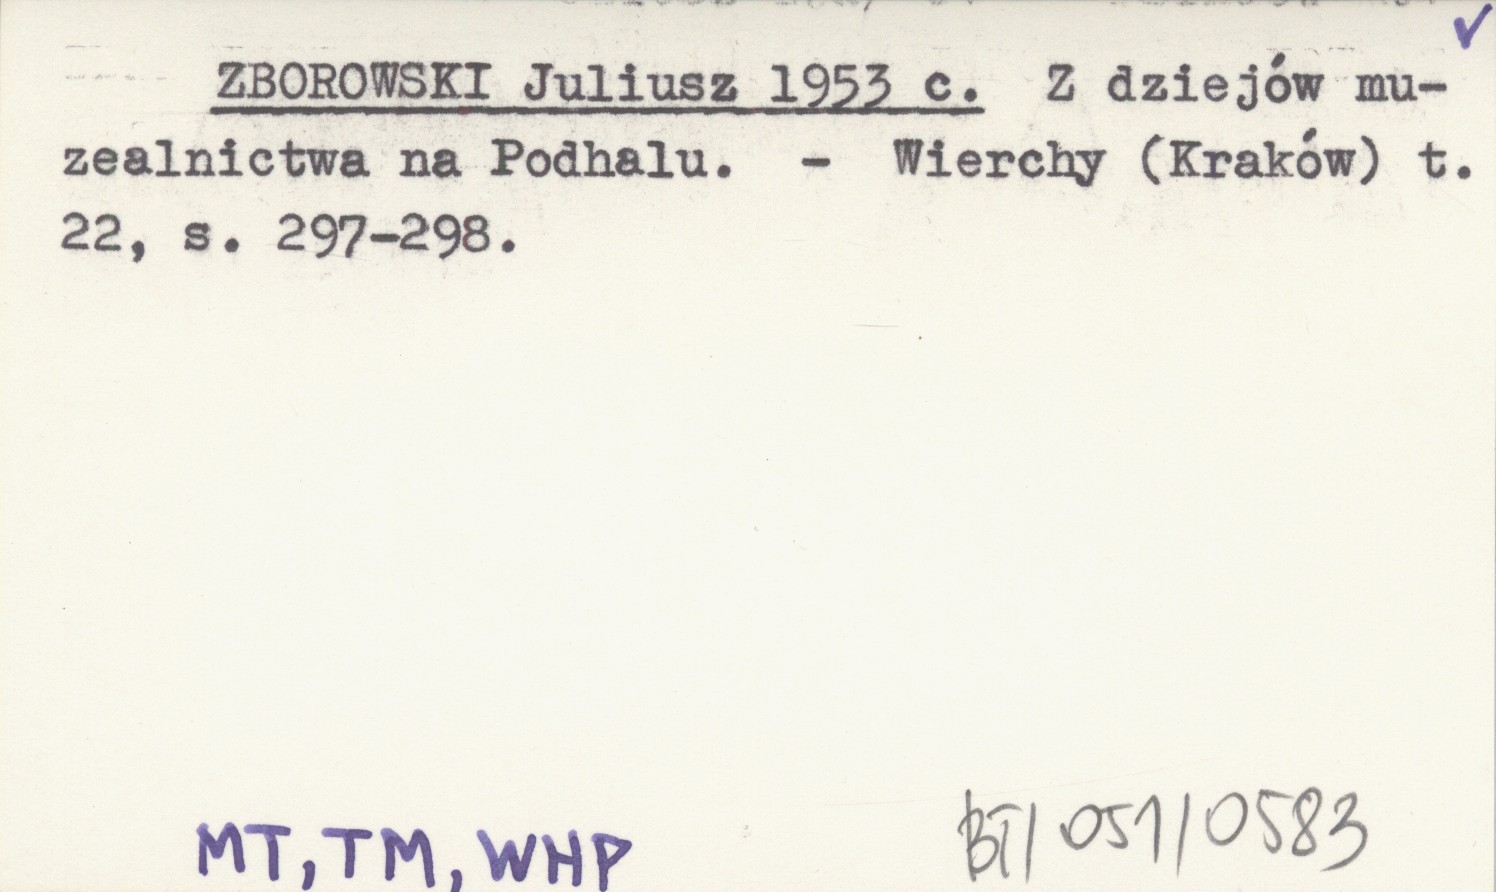 ZBOROWSKI Juliusz 1953 c. Z dziejów mu-
zealnictwa na Podhalu. - Wierchy (Kraków) t.
22, s. 297-298.
MT, TM, WHP
BT/051/0583